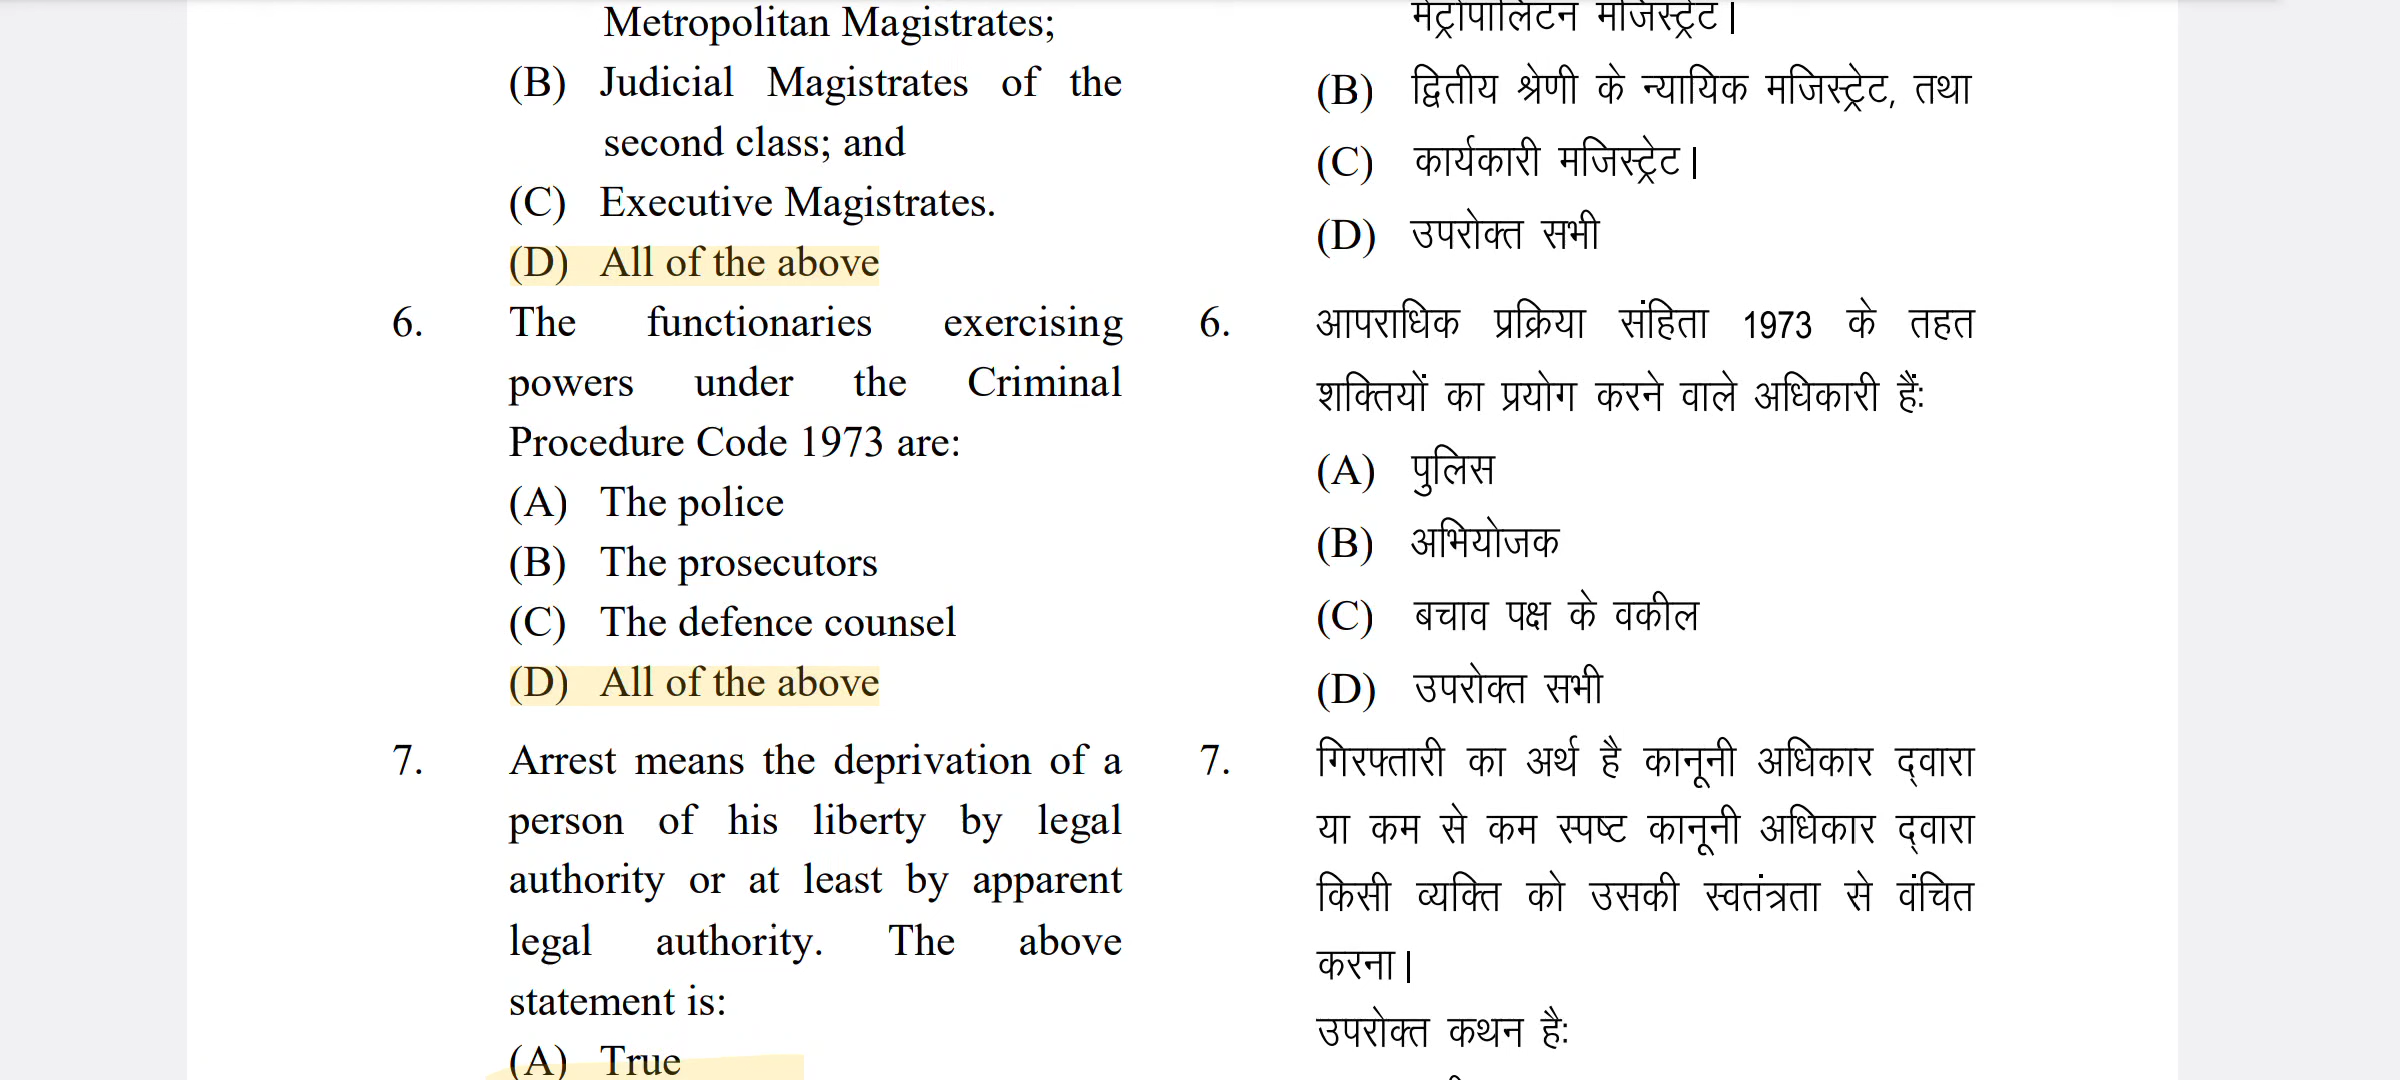 Metropolitan Magistrates;
(B) Judicial Magistrates of the
second class; and
(C) Executive Magistrates.
(D) All of the above
6. The functionaries exercising
powers under the Criminal
Procedure Code 1973 are:
(A) The police
(B) The prosecutors
(C) The defence counsel
(D) All of the above
7. Arrest means the deprivation of a
person of his liberty by legal
authority or at least by apparent
legal authority. The above
statement is:
(A) True
मेट्रोपोलिटन मजिस्ट्रेट।
(B) द्वितीय श्रेणी के न्यायिक मजिस्ट्रेट, तथा
(C) कार्यकारी मजिस्ट्रेट।
(D) उपरोक्त सभी
6. आपराधिक प्रक्रिया संहिता 1973 के तहत
शक्तियों का प्रयोग करने वाले अधिकारी हैं:
(A) पुलिस
(B) अभियोजक
(C) बचाव पक्ष के वकील
(D) उपरोक्त सभी
7. गिरफ्तारी का अर्थ है कानूनी अधिकार द्वारा
या कम से कम स्पष्ट कानूनी अधिकार द्वारा
किसी व्यक्ति को उसकी स्वतंत्रता से वंचित
करना।
उपरोक्त कथन है: